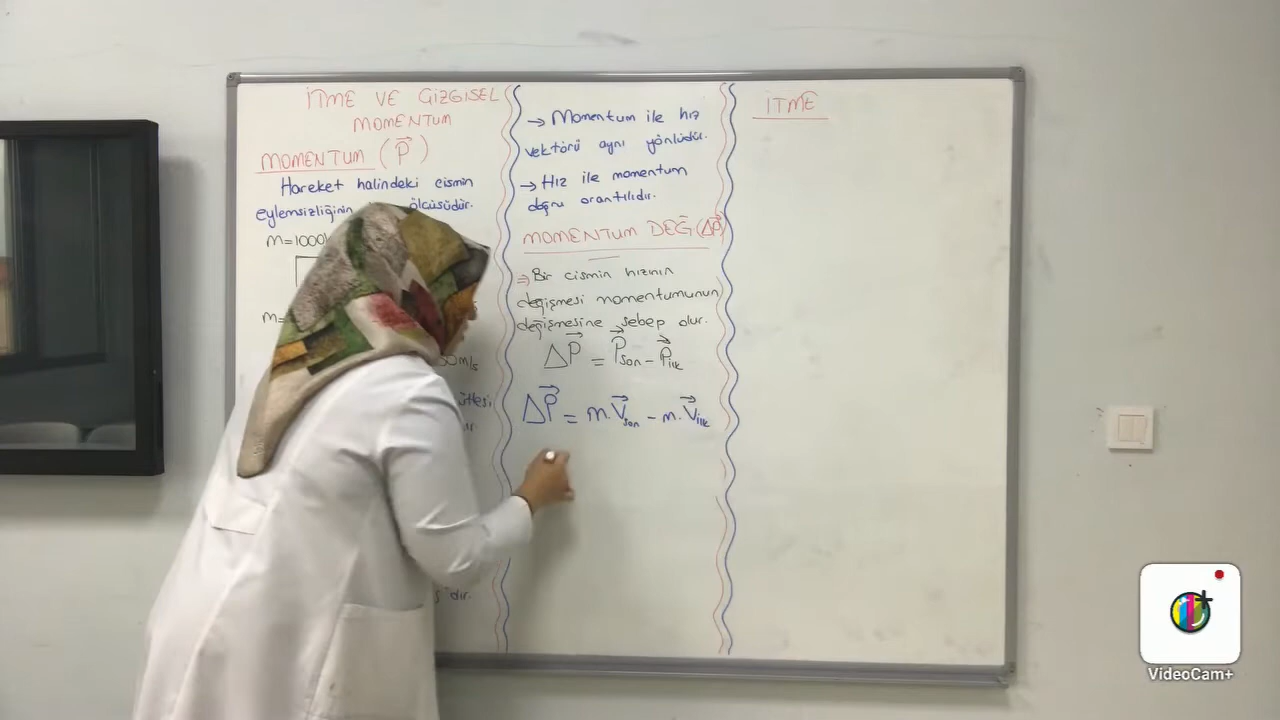 İTME VE ÇİZGİSEL
MOMENTUM
MOMENTUM (P⃗)
Hareket halindeki cismin
eylemsizliğinin ölçüsüdür.
m=1000
m=
m/s
→ Momentum ile hız
vektörü aynı yönlüdür.
→ Hız ile momentum
doğru orantılıdır.
MOMENTUM DEĞ(ΔP⃗)
⇒ Bir cismin hızının
değişmesi momentumunun
değişmesine sebep olur.
ΔP⃗ = P⃗son - P⃗ilk
ΔP⃗ = m.V⃗son - m.V⃗ilk
İTME
VideoCam+